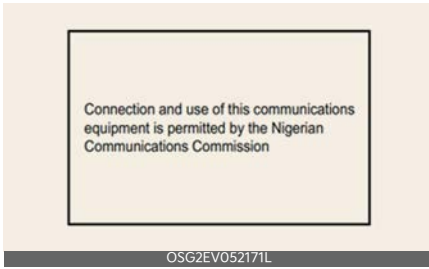 Connection and use of this communications
equipment is permitted by the Nigerian
Communications Commission
OSG2EV052171L